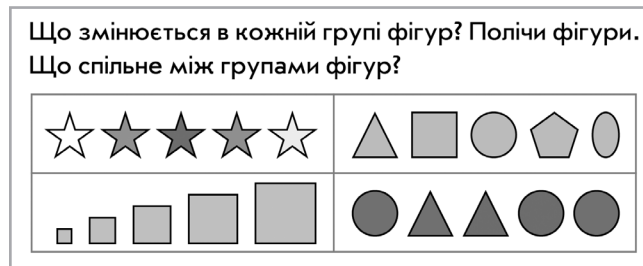 Що змінюється в кожній групі фігур? Полічи фігури.
Що спільне між групами фігур?